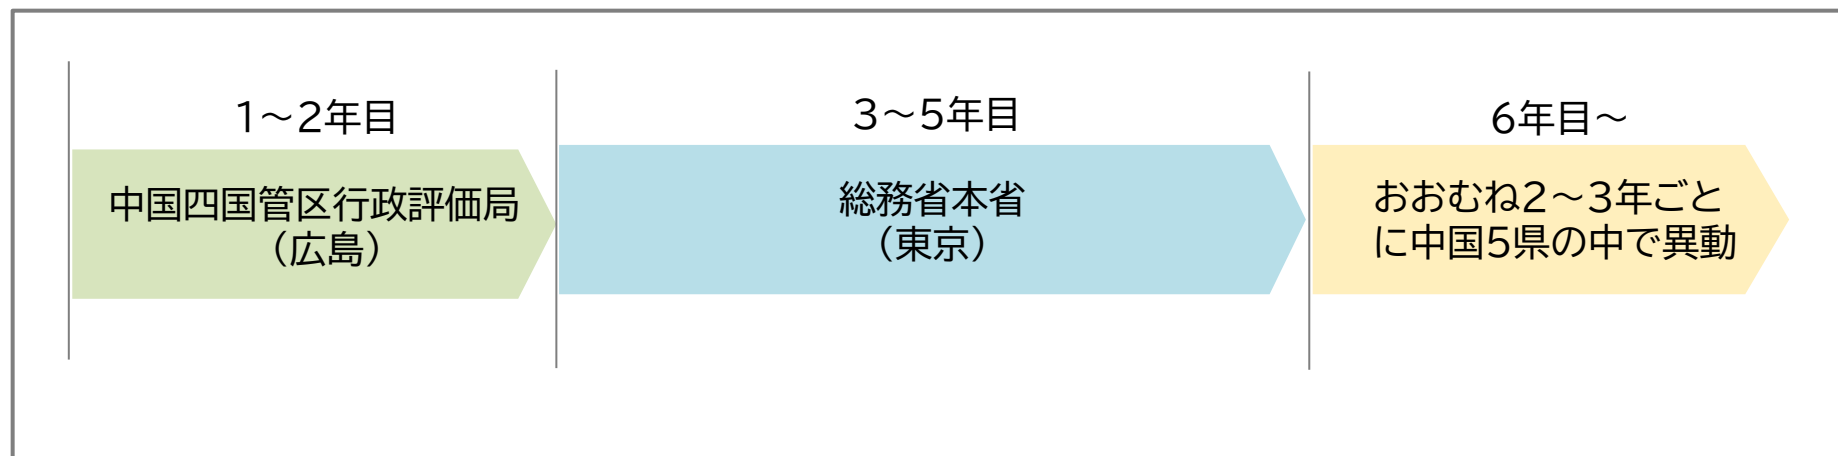 1～2年目
中国四国管区行政評価局
（広島）
3～5年目
総務省本省
（東京）
6年目～
おおむね2～3年ごと
に中国5県の中で異動